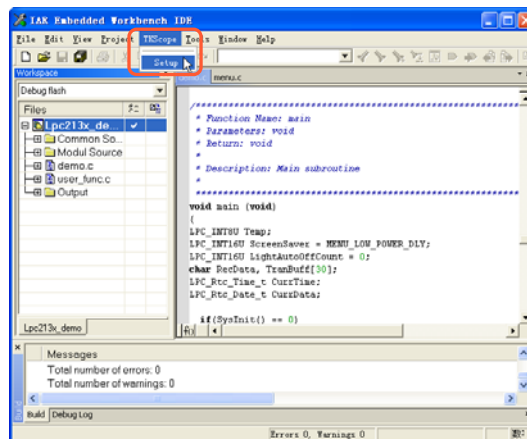 IAR Embedded Workbench IDE
File Edit View Project TKScope Tools Window Help
Setup
Workspace
Debug flash
Files
Lpc213x_de...
Common So...
Modul Source
demo.c
user_func.c
Output
Lpc213x_demo
menu.c
/*****
* Function Name: main
* Parameters: void
* Return: void
*
* Description: Main subroutine
*
void main (void)
{
LPC_INT8U Temp;
LPC_INT16U ScreenSaver = MENU_LOW_POWER_DLY;
LPC_INT16U LightAutoOffCount = 0;
char RecData, TranBuff[30];
LPC_Rtc_Time_t CurrTime;
LPC_Rtc_Date_t CurrData;
if(SysInit() == 0)
f()
Messages
Total number of errors: 0
Total number of warnings: 0
Build
Build Debug Log
Errors 0, Warnings 0